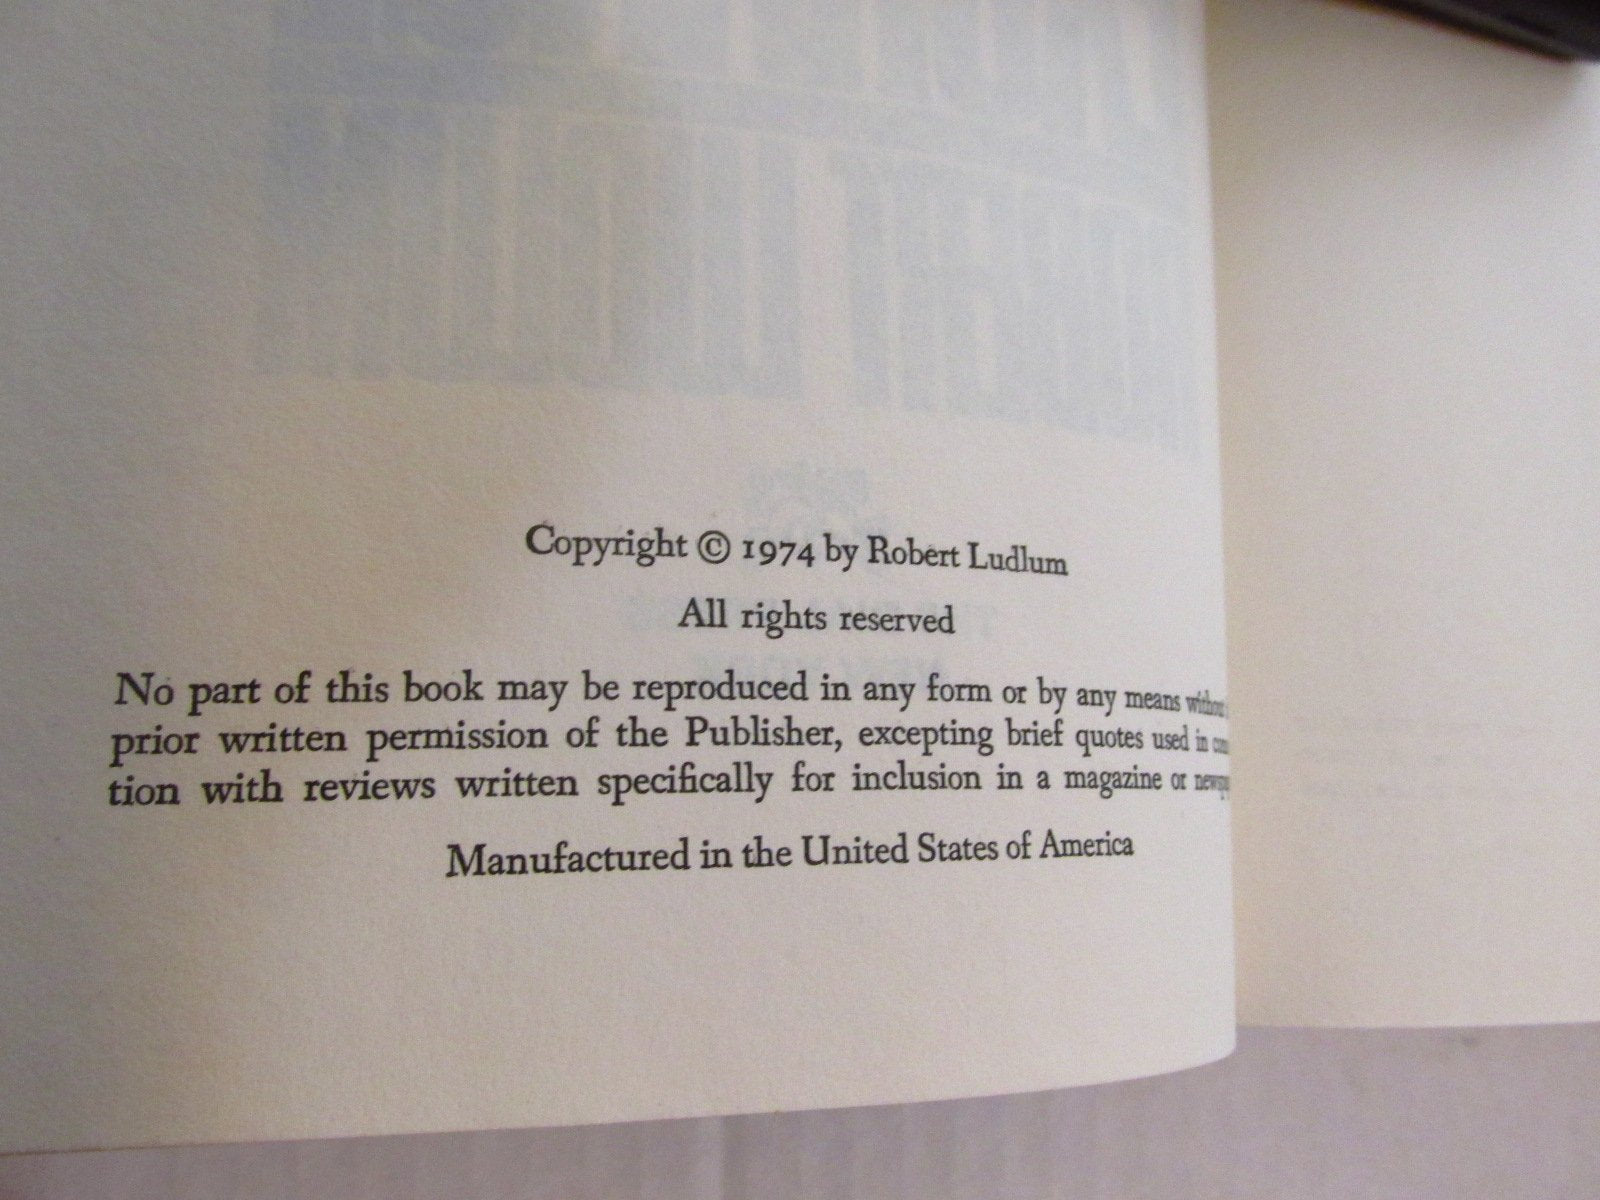 Copyright © 1974 by Robert Ludlum
All rights reserved
No part of this book may be reproduced in any form or by any means without
prior written permission of the Publisher, excepting brief quotes used in
tion with reviews written specifically for inclusion in a magazine or
Manufactured in the United States of America